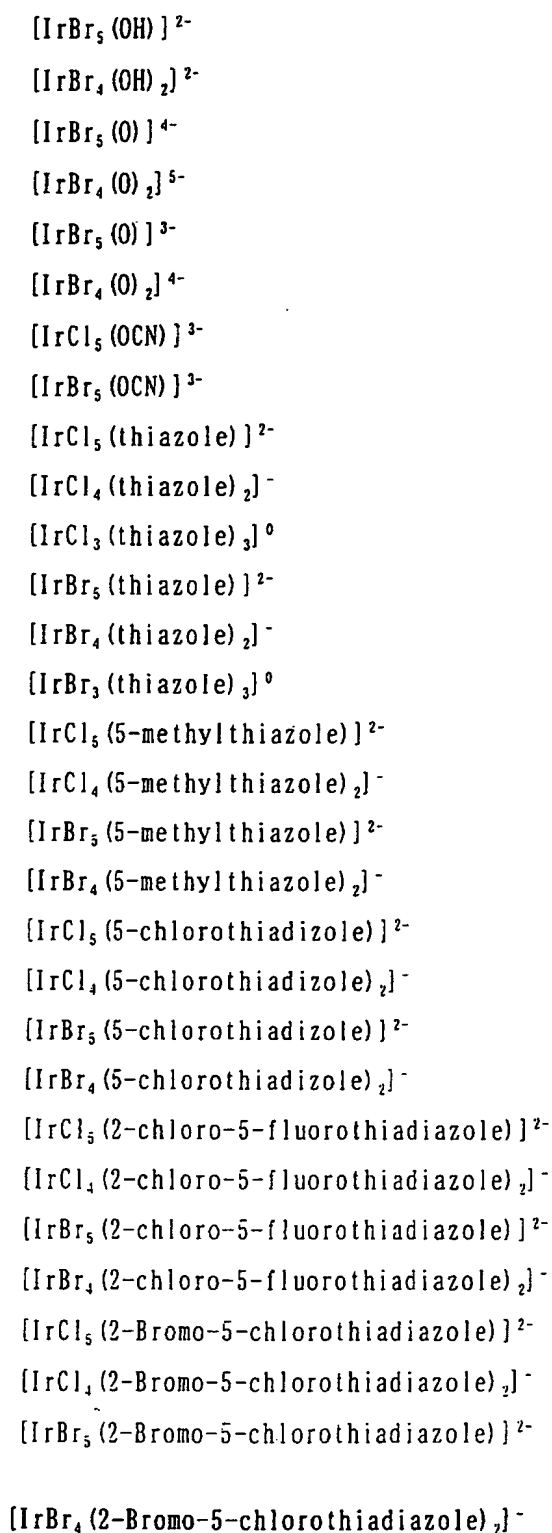 [IrBr₅(OH)]²⁻
[IrBr₄(OH)₂]²⁻
[IrBr₅(O)]⁴⁻
[IrBr₄(O)₂]⁵⁻
[IrBr₅(O)]³⁻
[IrBr₄(O)₂]⁴⁻
[IrCl₅(OCN)]³⁻
[IrBr₅(OCN)]³⁻
[IrCl₅(thiazole)]²⁻
[IrCl₄(thiazole)₂]⁻
[IrCl₃(thiazole)₃]⁰
[IrBr₅(thiazole)]²⁻
[IrBr₄(thiazole)₂]⁻
[IrBr₃(thiazole)₃]⁰
[IrCl₅(5-methylthiazole)]²⁻
[IrCl₄(5-methylthiazole)₂]⁻
[IrBr₅(5-methylthiazole)]²⁻
[IrBr₄(5-methylthiazole)₂]⁻
[IrCl₅(5-chlorothiadizole)]²⁻
[IrCl₄(5-chlorothiadizole)₂]⁻
[IrBr₅(5-chlorothiadizole)]²⁻
[IrBr₄(5-chlorothiadizole)₂]⁻
[IrCl₅(2-chloro-5-fluorothiadiazole)]²⁻
[IrCl₄(2-chloro-5-fluorothiadiazole)₂]⁻
[IrBr₅(2-chloro-5-fluorothiadiazole)]²⁻
[IrBr₄(2-chloro-5-fluorothiadiazole)₂]⁻
[IrCl₅(2-Bromo-5-chlorothiadiazole)]²⁻
[IrCl₄(2-Bromo-5-chlorothiadiazole)₂]⁻
[IrBr₅(2-Bromo-5-chlorothiadiazole)]²⁻
[IrBr₄(2-Bromo-5-chlorothiadiazole)₂]⁻